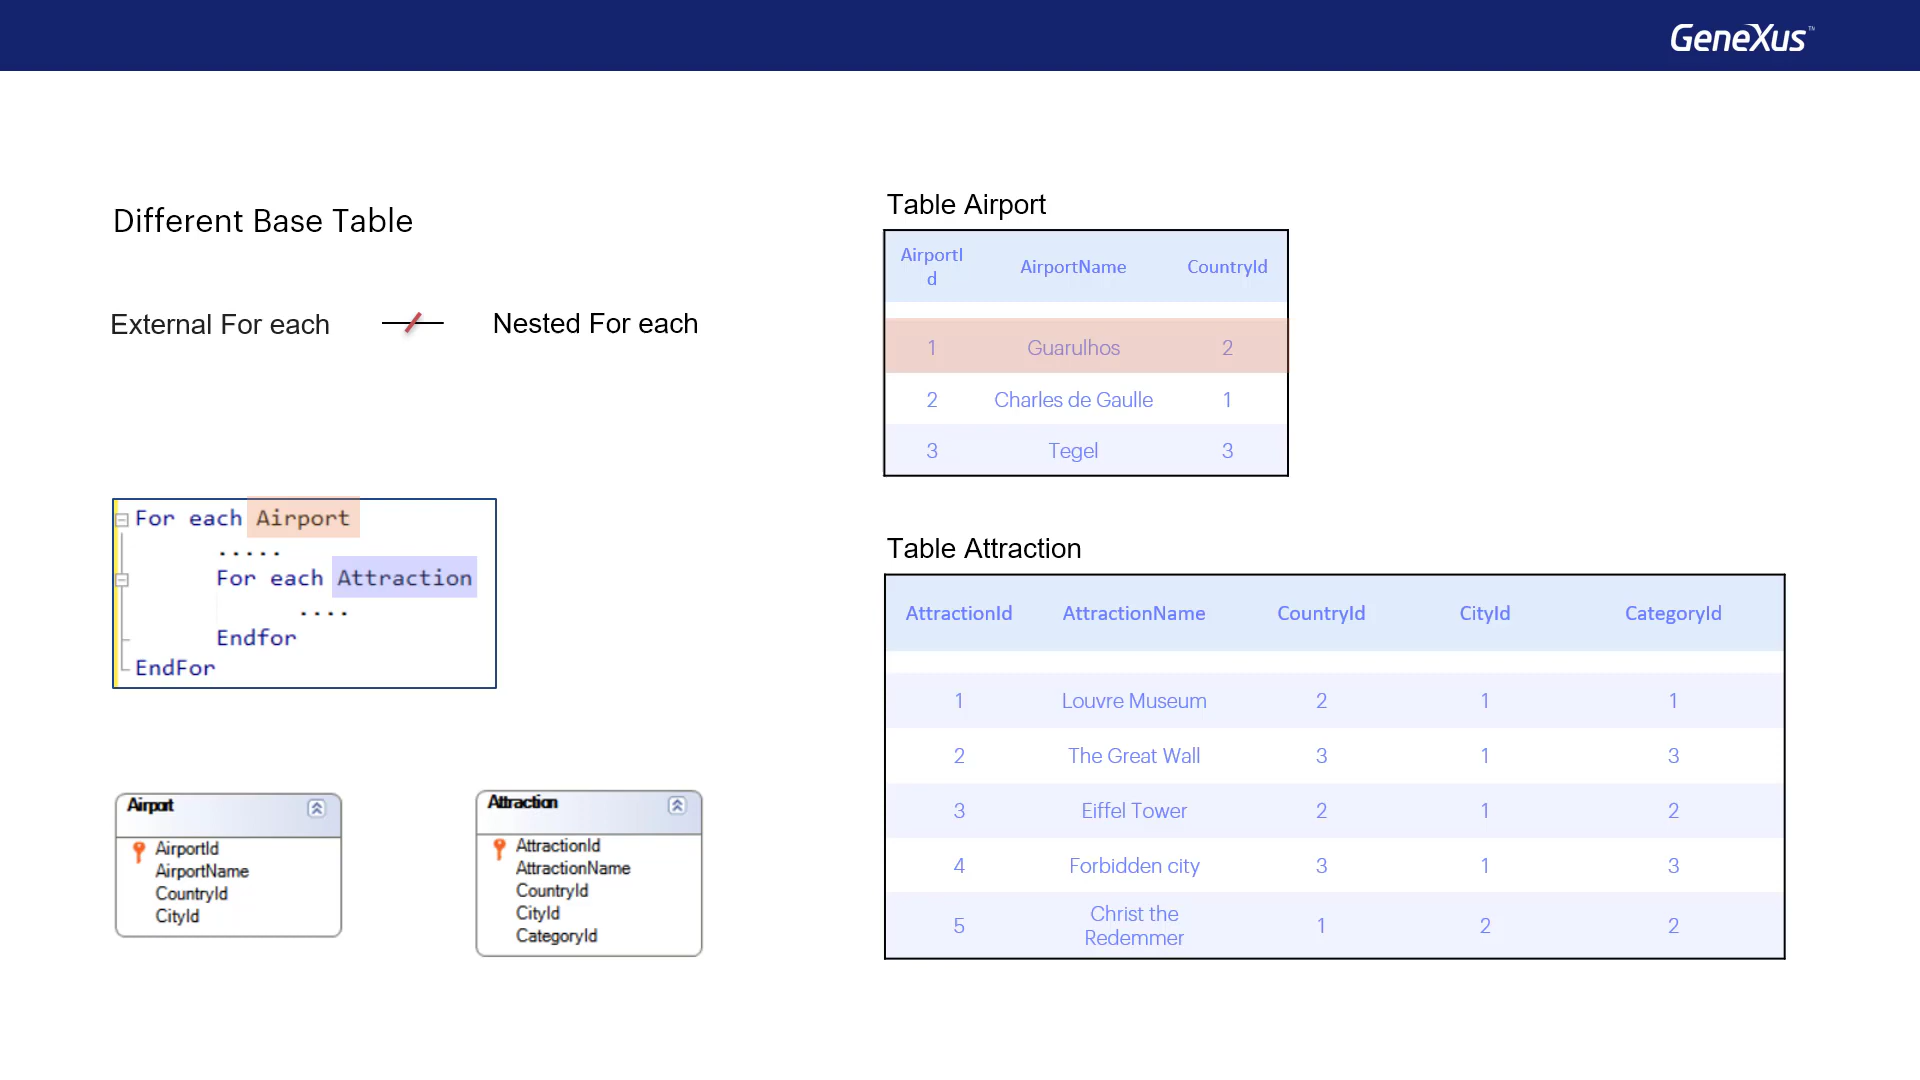 GeneXus™
Different Base Table
External For each
Nested For each
For each Airport
.....
For each Attraction
....
Endfor
EndFor
Airport
AirportId
AirportName
CountryId
CityId
Attraction
AttractionId
AttractionName
CountryId
CityId
CategoryId
Table Airport
AirportI
d AirportName CountryId
1 Guarulhos 2
2 Charles de Gaulle 1
3 Tegel 3
Table Attraction
AttractionId AttractionName CountryId CityId CategoryId
1 Louvre Museum 2 1 1
2 The Great Wall 3 1 3
3 Eiffel Tower 2 1 2
4 Forbidden city 3 1 3
5 Christ the
Redemmer 1 2 2